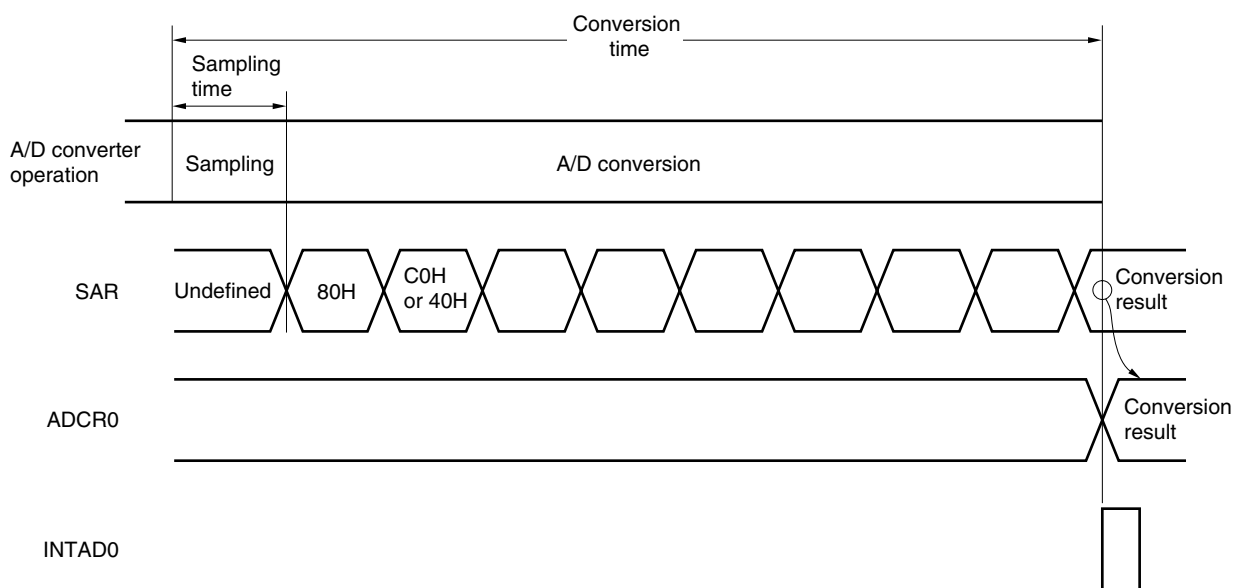 Conversion
time
Sampling
time
A/D converter
operation
Sampling
A/D conversion
SAR
Undefined
80H
C0H
or 40H
Conversion
result
ADCR0
Conversion
result
INTAD0